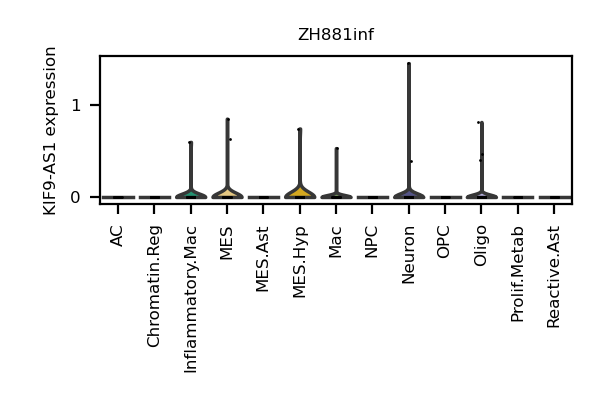 ZH881inf
KIF9-AS1 expression
1
0
AC
Chromatin.Reg
Inflammatory.Mac
MES
MES.Ast
MES.Hyp
Mac
NPC
Neuron
OPC
Oligo
Prolif.Metab
Reactive.Ast